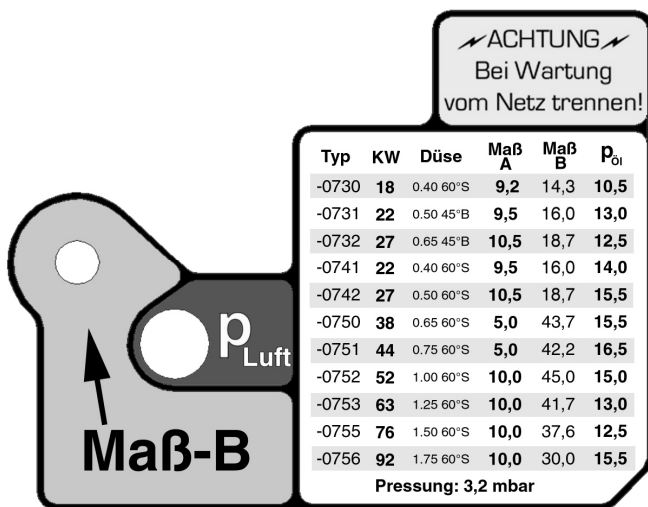 ACHTUNG
Bei Wartung
vom Netz trennen!
Typ KW Düse Maß A Maß B pÖl
-0730 18 0.40 60°S 9,2 14,3 10,5
-0731 22 0.50 45°B 9,5 16,0 13,0
-0732 27 0.65 45°B 10,5 18,7 12,5
-0741 22 0.40 60°S 9,5 16,0 14,0
-0742 27 0.50 60°S 10,5 18,7 15,5
-0750 38 0.65 60°S 5,0 43,7 15,5
-0751 44 0.75 60°S 5,0 42,2 16,5
-0752 52 1.00 60°S 10,0 45,0 15,0
-0753 63 1.25 60°S 10,0 41,7 13,0
-0755 76 1.50 60°S 10,0 37,6 12,5
-0756 92 1.75 60°S 10,0 30,0 15,5
Pressung: 3,2 mbar
pLuft
Maß-B